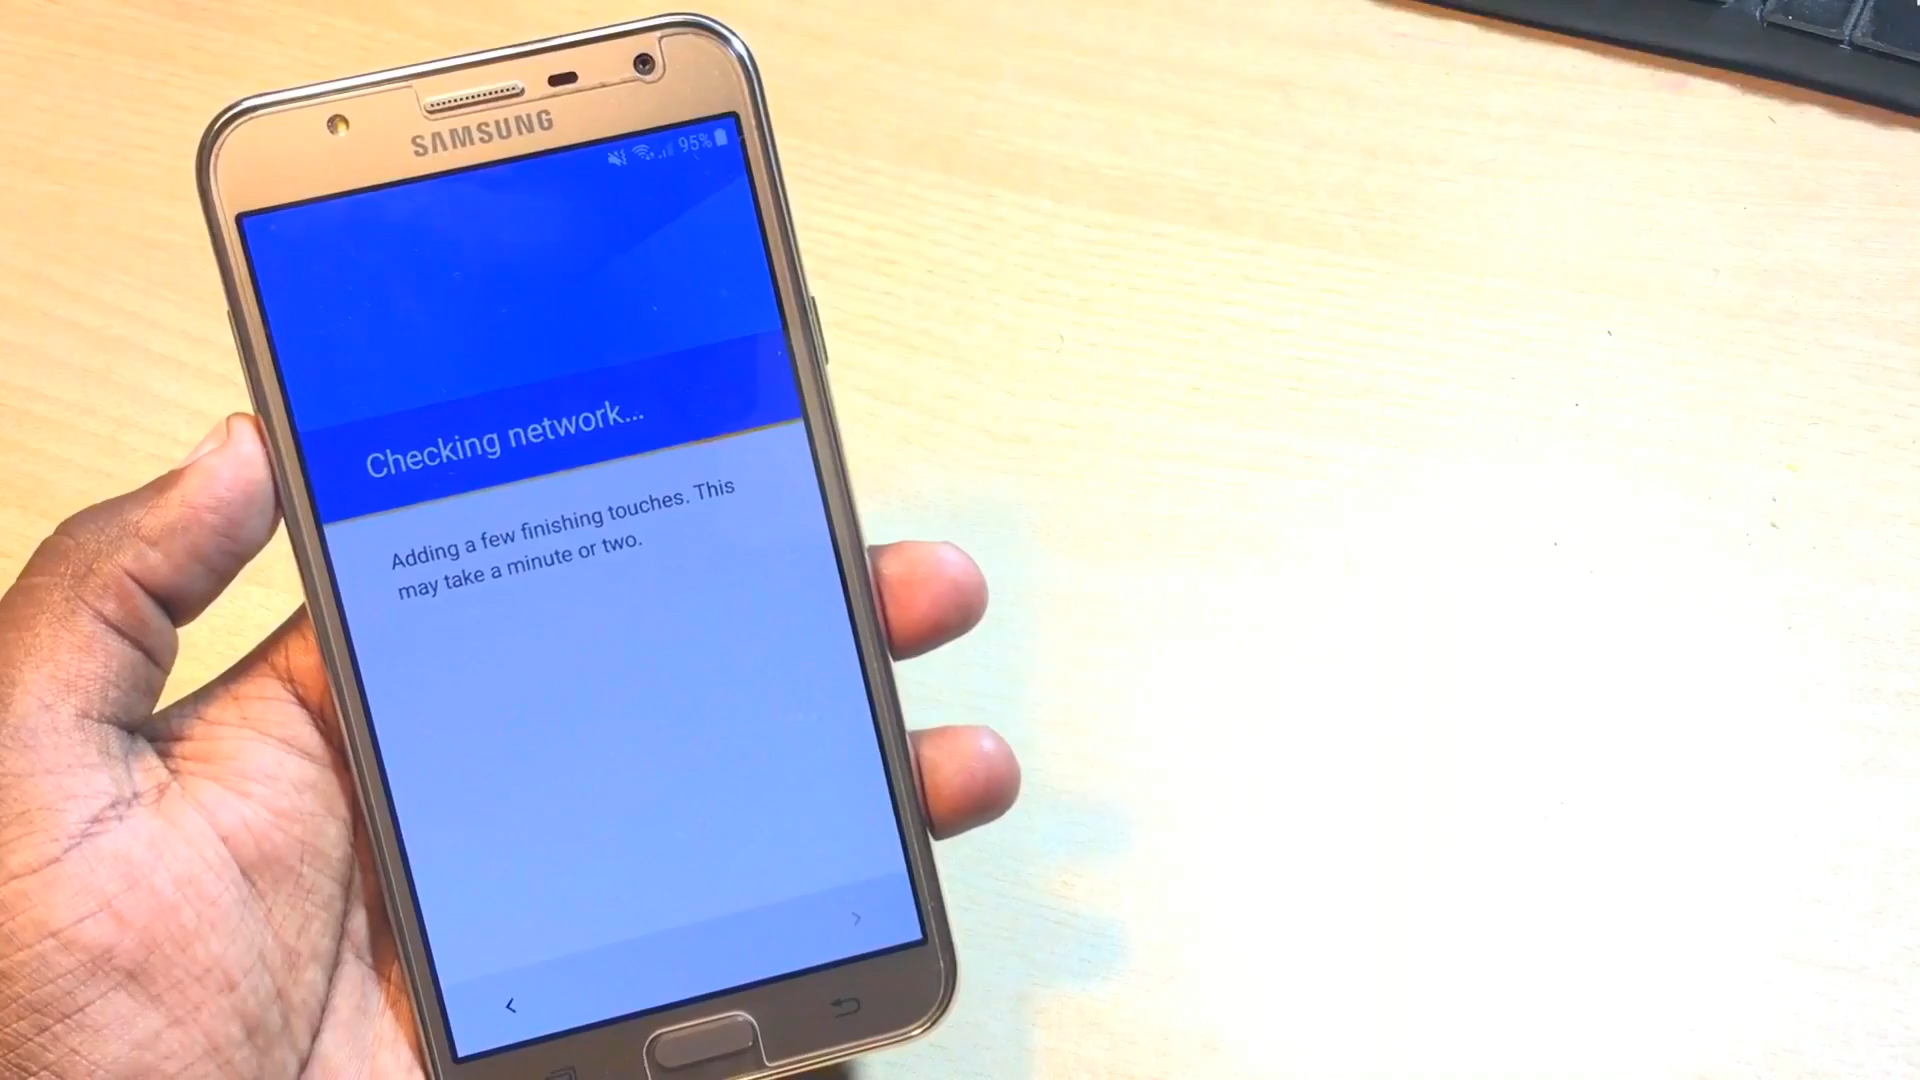 SAMSUNG
95%
Checking network...
Adding a few finishing touches. This
may take a minute or two.